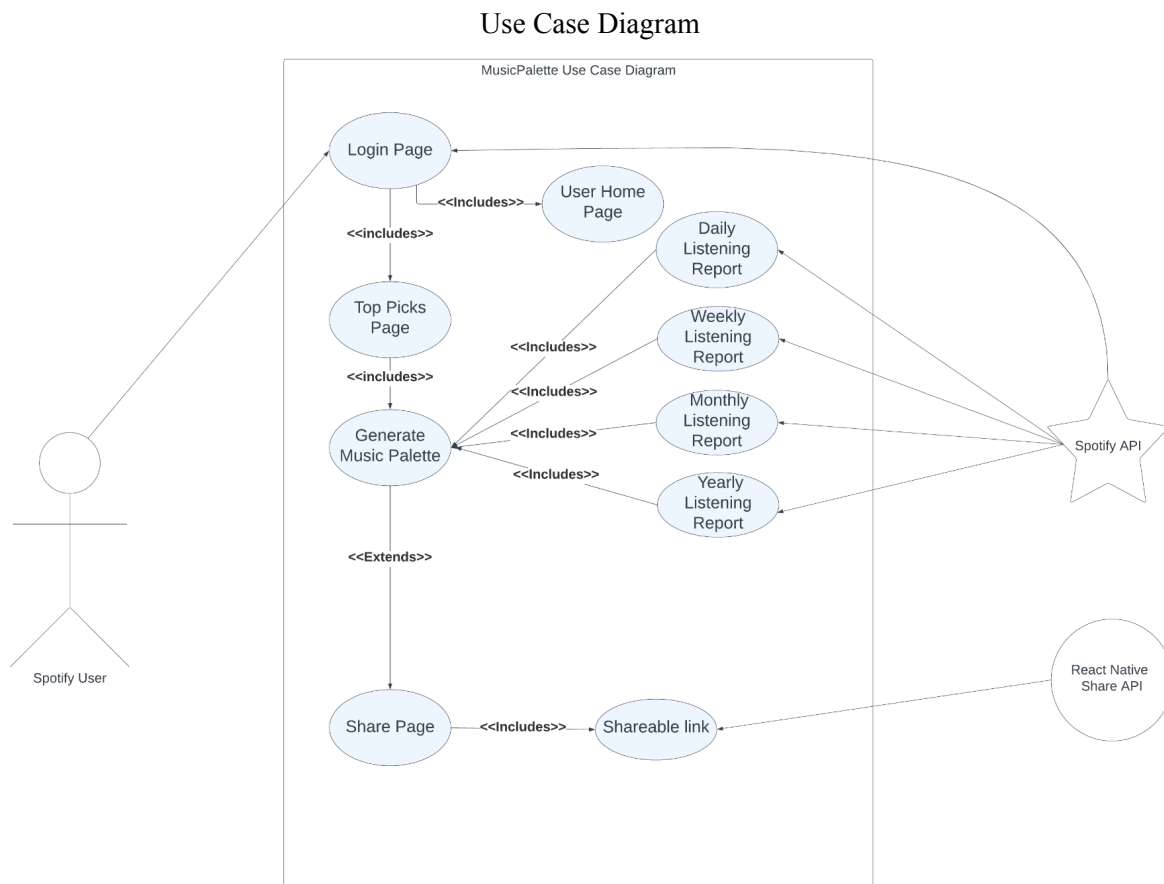 Use Case Diagram
MusicPalette Use Case Diagram
Login Page
<<Includes>>
User Home
Page
<<includes>>
Daily
Listening
Report
Top Picks
Page
Weekly
Listening
Report
<<Includes>>
<<includes>>
<<Includes>>
Monthly
Listening
Report
<<Includes>>
Generate
Music Palette
Spotify API
<<Includes>>
Yearly
Listening
Report
<<Extends>>
Spotify User
React Native
Share API
Share Page
<<Includes>>
Shareable link